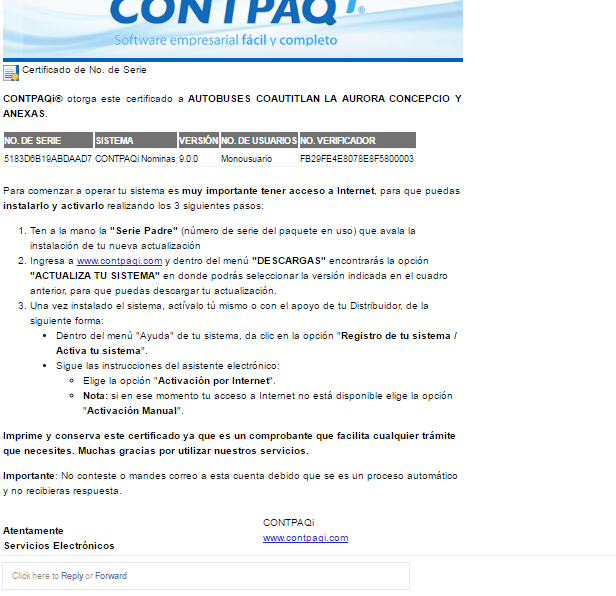 CONTPAQi®
Software empresarial fácil y completo
Certificado de No. de Serie
CONTPAQi® otorga este certificado a AUTOBUSES COAUTITLAN LA AURORA CONCEPCIO Y
ANEXAS.
NO. DE SERIE SISTEMA VERSIÓN NO. DE USUARIOS NO. VERIFICADOR
5183D6B19ABDAAD7 CONTPAQi Nominas 9.0.0 Monousuario FB29FE4E8078E8F5800003
Para comenzar a operar tu sistema es muy importante tener acceso a Internet, para que puedas
instalarlo y activarlo realizando los 3 siguientes pasos:
1. Ten a la mano la "Serie Padre" (número de serie del paquete en uso) que avala la
instalación de tu nueva actualización
2. Ingresa a www.contpaqi.com y dentro del menú "DESCARGAS" encontrarás la opción
"ACTUALIZA TU SISTEMA" en donde podrás seleccionar la versión indicada en el cuadro
anterior, para que puedas descargar tu actualización.
3. Una vez instalado el sistema, actívalo tú mismo o con el apoyo de tu Distribuidor, de la
siguiente forma:
• Dentro del menú "Ayuda" de tu sistema, da clic en la opción "Registro de tu sistema /
Activa tu sistema".
• Sigue las instrucciones del asistente electrónico:
○ Elige la opción "Activación por Internet".
○ Nota: si en ese momento tu acceso a Internet no está disponible elige la opción
"Activación Manual".
Imprime y conserva este certificado ya que es un comprobante que facilita cualquier trámite
que necesites. Muchas gracias por utilizar nuestros servicios.
Importante: No conteste o mandes correo a esta cuenta debido que se es un proceso automático
y no recibieras respuesta.
Atentamente
Servicios Electrónicos
CONTPAQi
www.contpaqi.com
Click here to Reply or Forward